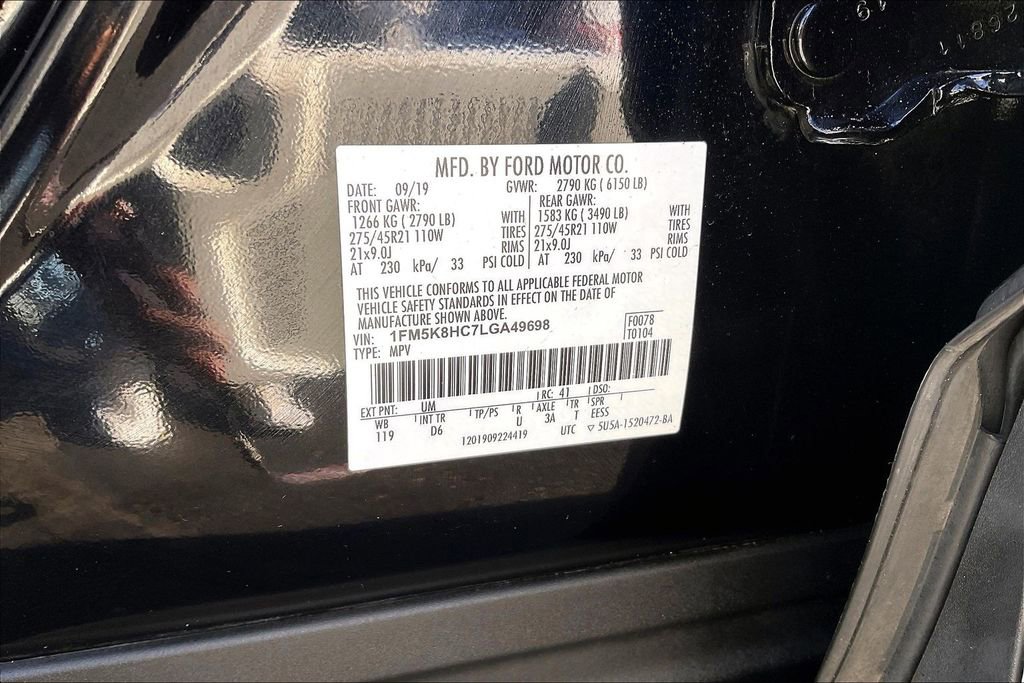 19
26811
MFD. BY FORD MOTOR CO.
DATE: 09/19 GVWR: 2790 KG ( 6150 LB)
FRONT GAWR: REAR GAWR:
1266 KG ( 2790 LB) WITH 1583 KG ( 3490 LB) WITH
275/45R21 110W TIRES 275/45R21 110W TIRES
21x9.0J RIMS 21x9.0J RIMS
AT 230 kPa/ 33 PSI COLD AT 230 kPa/ 33 PSI COLD
THIS VEHICLE CONFORMS TO ALL APPLICABLE FEDERAL MOTOR
VEHICLE SAFETY STANDARDS IN EFFECT ON THE DATE OF
MANUFACTURE SHOWN ABOVE.
VIN: 1FM5K8HC7LGA49698 F0078
TYPE: MPV T0104
EXT PNT: UM RC: 41 DSO:
WB INT TR TP/PS R AXLE TR SPR
119 D6 U 3A T EESS
1201909224419 UTC ▽ 5U5A-1520472-BA